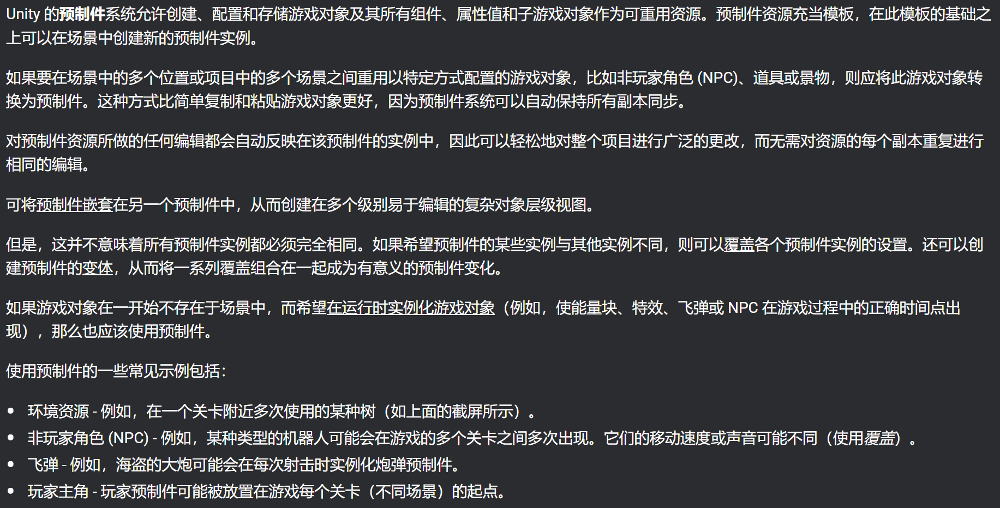 Unity 的预制件系统允许创建、配置和存储游戏对象及其所有组件、属性值和子游戏对象作为可重用资源。预制件资源充当模板，在此模板的基础之
上可以在场景中创建新的预制件实例。
如果要在场景中的多个位置或项目中的多个场景之间重用以特定方式配置的游戏对象，比如非玩家角色 (NPC)、道具或景物，则应将此游戏对象转
换为预制件。这种方式比简单复制和粘贴游戏对象更好，因为预制件系统可以自动保持所有副本同步。
对预制件资源所做的任何编辑都会自动反映在该预制件的实例中，因此可以轻松地对整个项目进行广泛的更改，而无需对资源的每个副本重复进行
相同的编辑。
可将预制件嵌套在另一个预制件中，从而创建在多个级别易于编辑的复杂对象层级视图。
但是，这并不意味着所有预制件实例都必须完全相同。如果希望预制件的某些实例与其他实例不同，则可以覆盖各个预制件实例的设置。还可以创
建预制件的变体，从而将一系列覆盖组合在一起成为有意义的预制件变化。
如果游戏对象在一开始不存在于场景中，而希望在运行时实例化游戏对象（例如，使能量块、特效、飞弹或 NPC 在游戏过程中的正确时间点出
现），那么也应该使用预制件。
使用预制件的一些常见示例包括：
• 环境资源 - 例如，在一个关卡附近多次使用的某种树（如上面的截屏所示）。
• 非玩家角色 (NPC) - 例如，某种类型的机器人可能会在游戏的多个关卡之间多次出现。它们的移动速度或声音可能不同（使用覆盖）。
• 飞弹 - 例如，海盗的大炮可能会在每次射击时实例化炮弹预制件。
• 玩家主角 - 玩家预制件可能被放置在游戏每个关卡（不同场景）的起点。